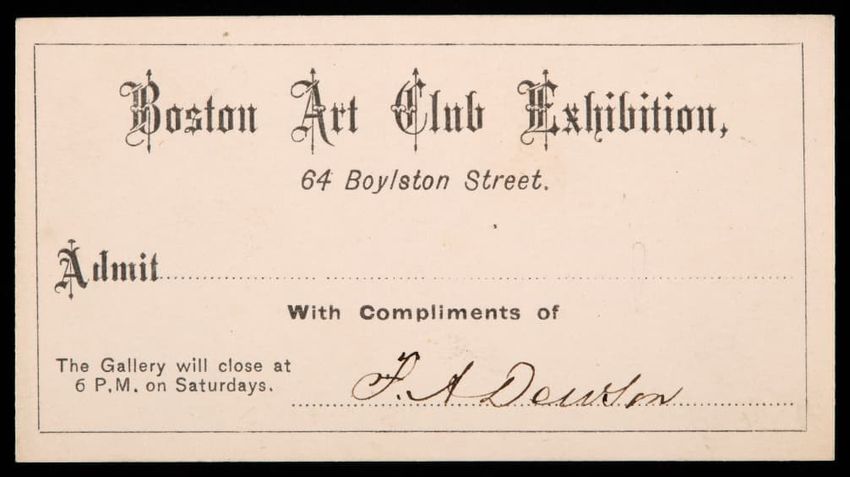 Boston Art Club Exhibition,
64 Boylston Street.
Admit
With Compliments of
The Gallery will close at
6 P.M. on Saturdays.
F. A Dewson